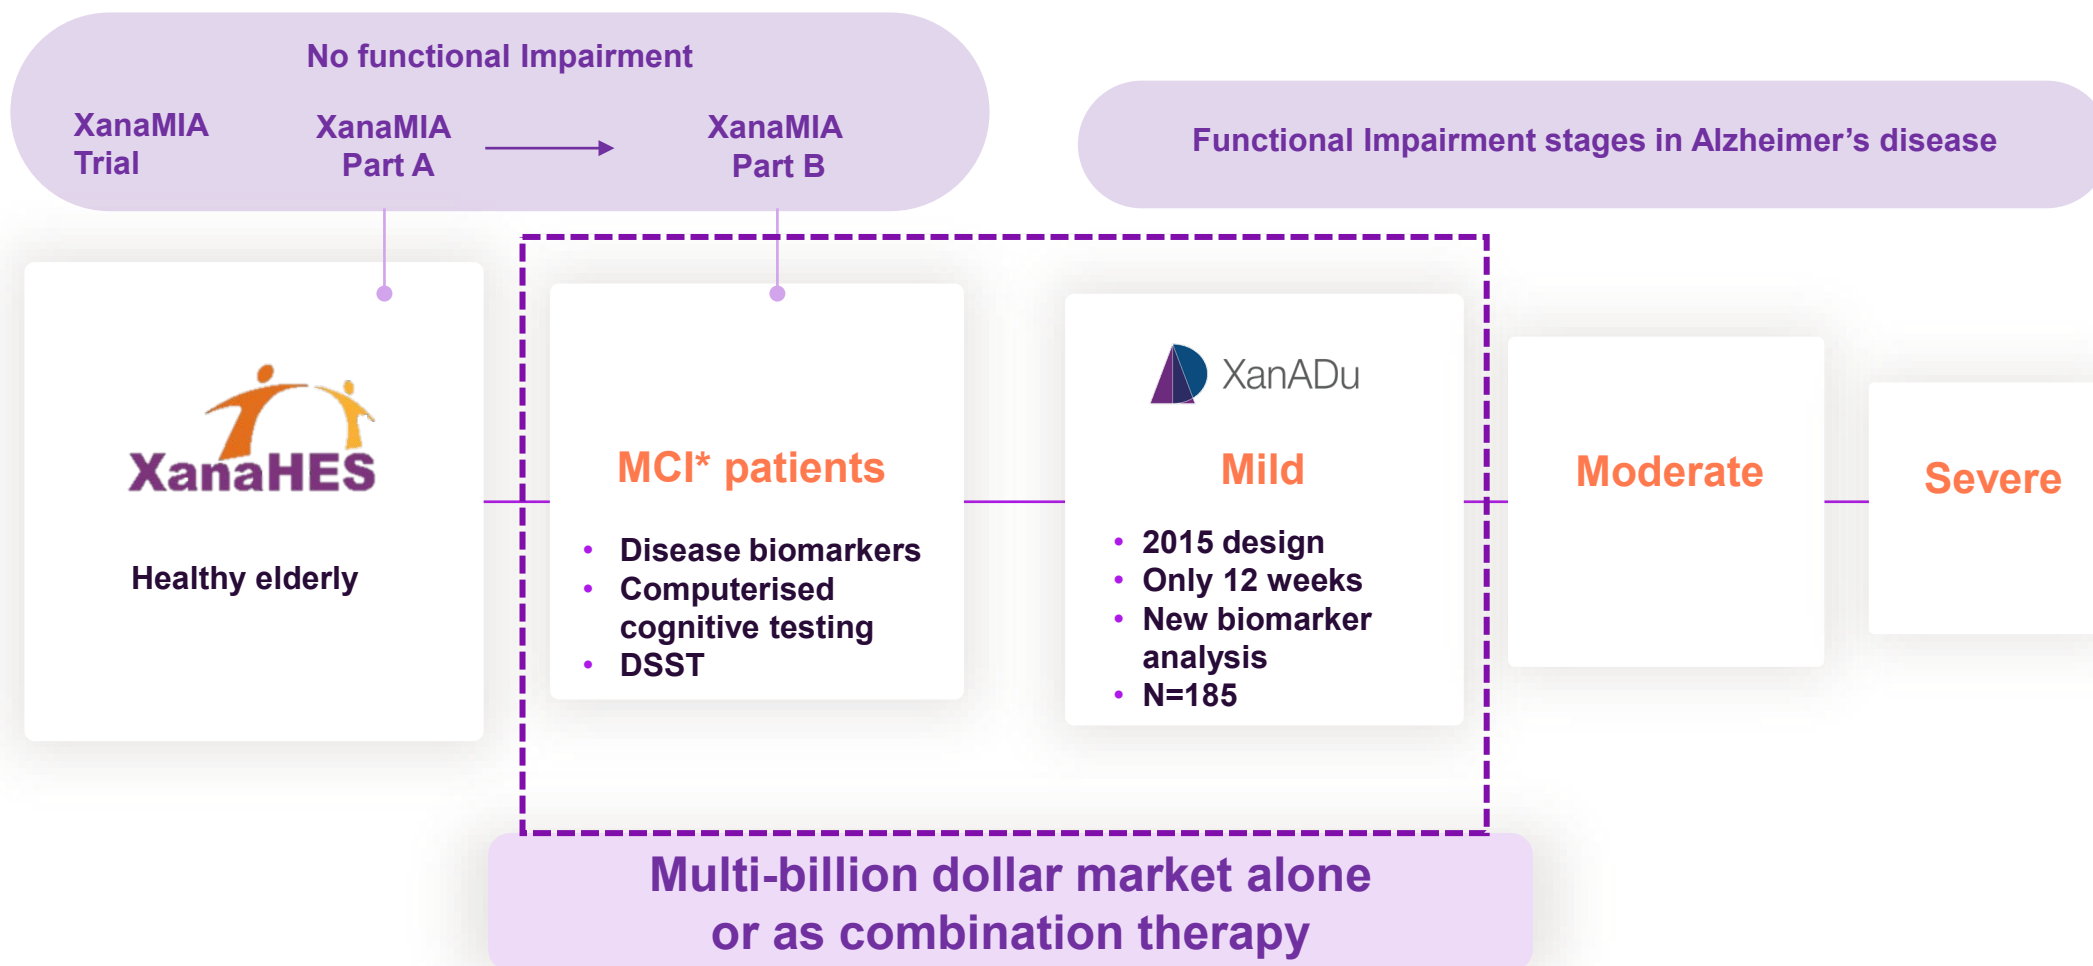 No functional Impairment
XanaMIA
Trial
XanaMIA
Part A
XanaMIA
Part B
Functional Impairment stages in Alzheimer's disease
XanaHES
Healthy elderly
MCI* patients
• Disease biomarkers
• Computerised
cognitive testing
• DSST
XanADu
Mild
• 2015 design
• Only 12 weeks
• New biomarker
analysis
• N=185
Moderate
Severe
Multi-billion dollar market alone
or as combination therapy